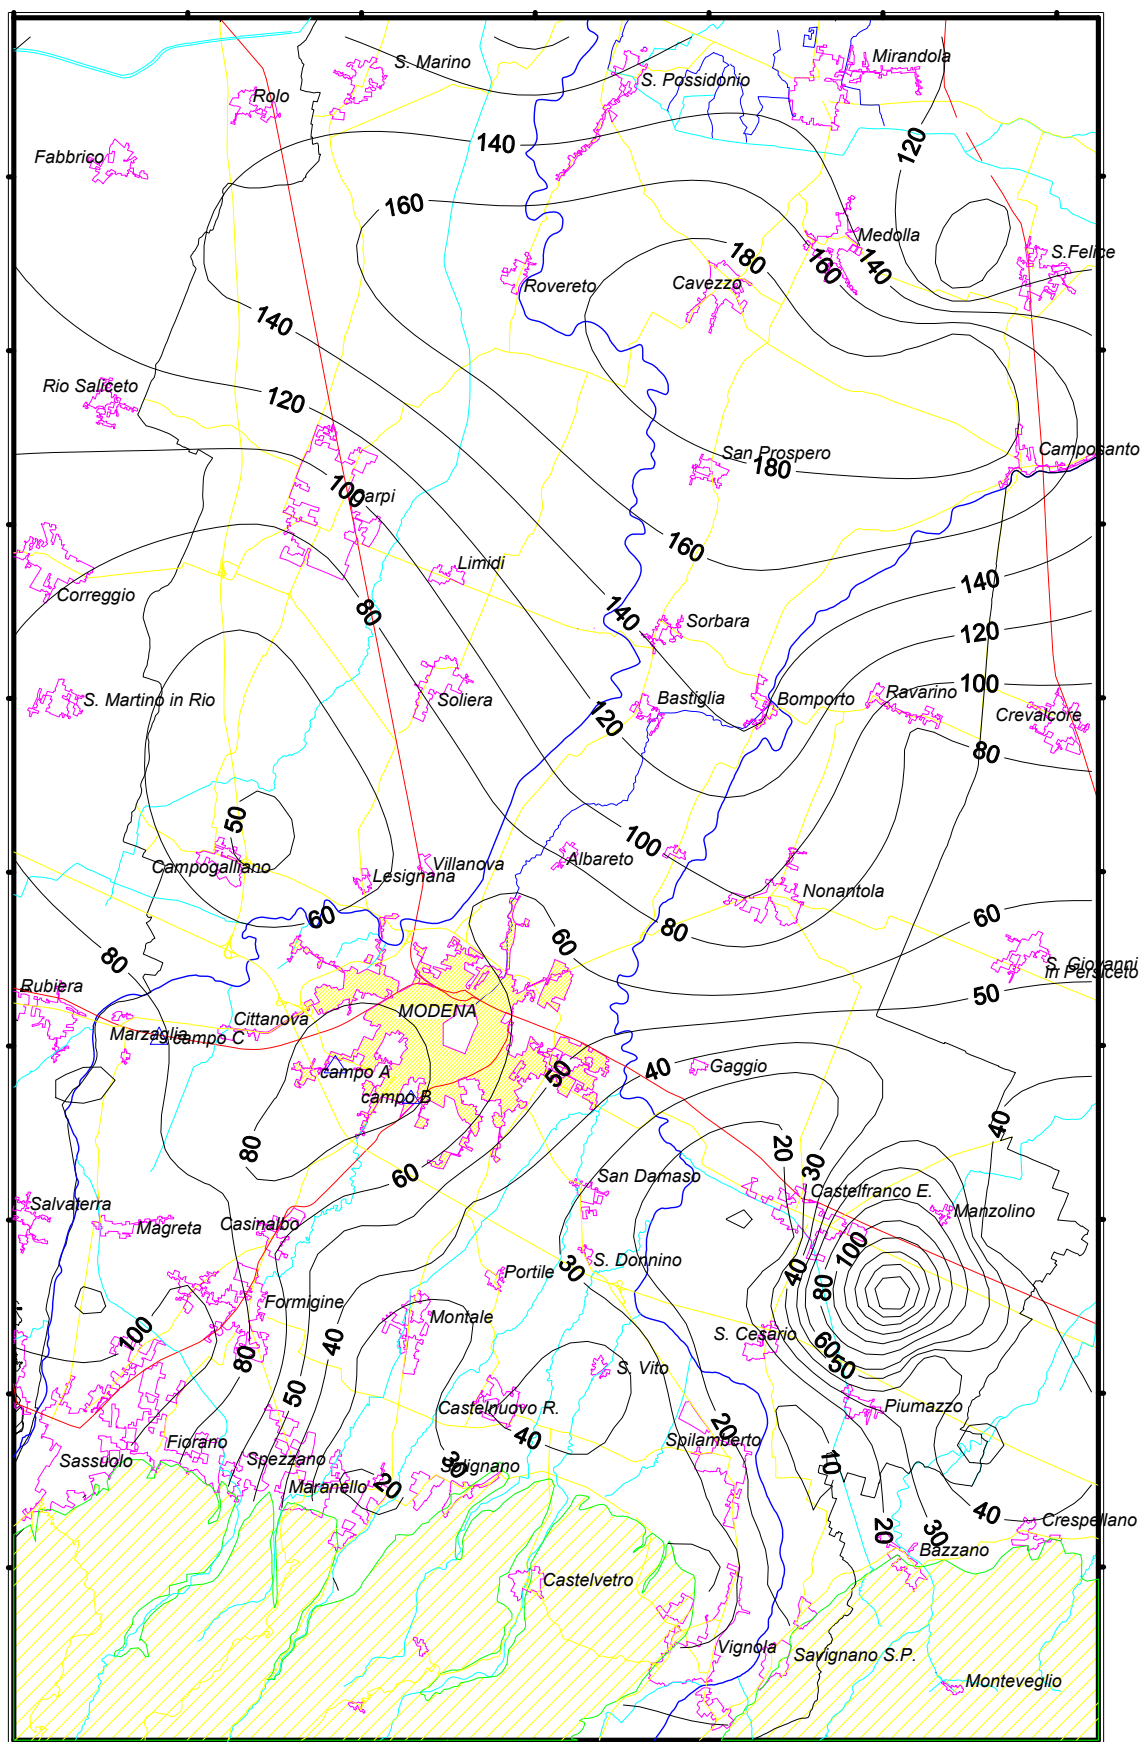 S. Marino
Mirandola
S. Possidonio
Rolo
140
120
Fabbrico
160
Medolla
180
S.Felice
160
140
Rovereto
Cavezzo
140
Rio Saliceto
120
San Prospero
Camposanto
180
100
arpi
160
Limidi
140
Correggio
80
140
Sorbara
120
S. Martino in Rio
Soliera
Bastiglia
Bomporto
Ravarino
100
Crevalcore
120
80
50
100
Campogalliano
Lesignana
Villanova
Albareto
Nonantola
60
80
60
60
80
S. Giovanni
in Persiceto
Rubiera
50
Cittanova
MODENA
Marzaglia
campo C
campo A
50
40
Gaggio
campo B
40
80
60
20
30
San Damaso
Castelfranco E.
Salvaterra
Magreta
Casinalbo
Manzolino
100
S. Donnino
Portile
30
40
80
Formigine
Montale
100
40
S. Cesario
60
80
50
S. Vito
50
Castelnuovo R.
Piumazzo
20
40
Fiorano
Spilamberto
Sassuolo
Spezzano
10
30
Solignano
Maranello
20
40
Crespellano
20
30
Bazzano
Castelvetro
Vignola
Savignano S.P.
Monteveglio